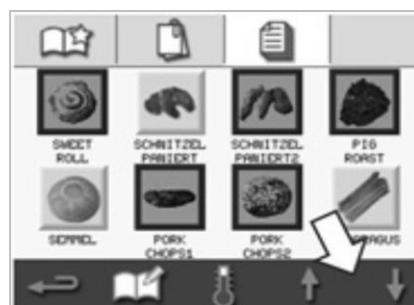 SWEET SCHNITZEL SCHNITZEL PIG
ROLL PANIERT PANIERT2 ROAST
SEMMEL PORK PORK
CHOPS1 CHOPS2